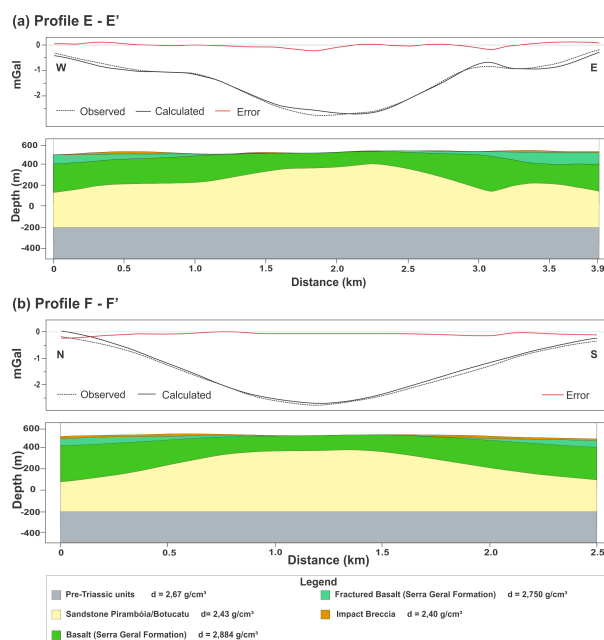 (a) Profile E - E'
mGal
0
-1
-2
W
E
Observed
Calculated
Error
Depth (m)
600
400
200
0
-200
-400
0
0.5
1.0
1.5
2.0
2.5
3.0
3.5
3.9
Distance (km)
(b) Profile F - F'
mGal
0
-1
-2
N
S
Observed
Calculated
Error
Depth (m)
600
400
200
0
-200
-400
0
0.5
1.0
1.5
2.0
2.5
Distance (km)
Legend
Pre-Triassic units d = 2,67 g/cm³
Fractured Basalt (Serra Geral Formation) d = 2,750 g/cm³
Sandstone Pirambóia/Botucatu d= 2,43 g/cm³
Impact Breccia d = 2,40 g/cm³
Basalt (Serra Geral Formation) d = 2,884 g/cm³